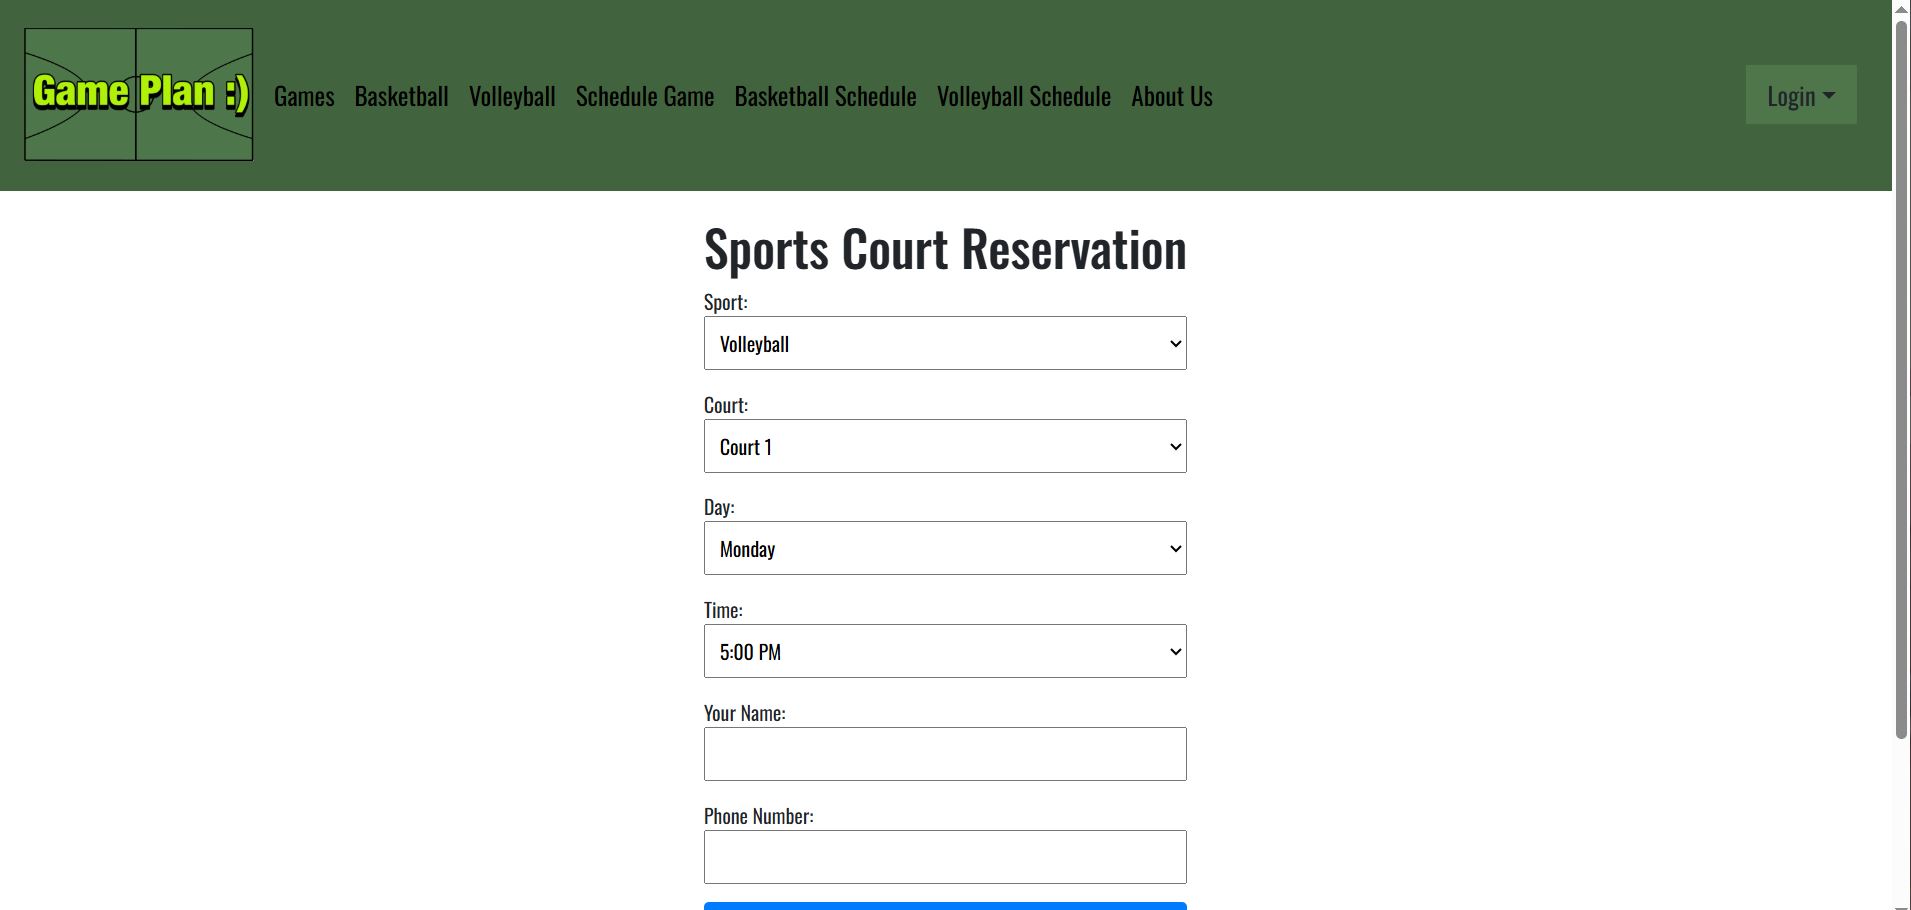 Game Plan :)
Games Basketball Volleyball Schedule Game Basketball Schedule Volleyball Schedule About Us
Login
Sports Court Reservation
Sport:
Volleyball
Court:
Court 1
Day:
Monday
Time:
5:00 PM
Your Name:
Phone Number: